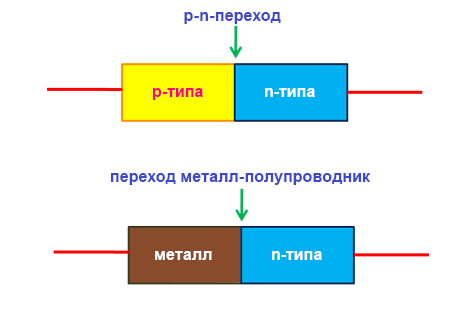 p-n-переход
p-типа
n-типа
переход металл-полупроводник
металл
n-типа